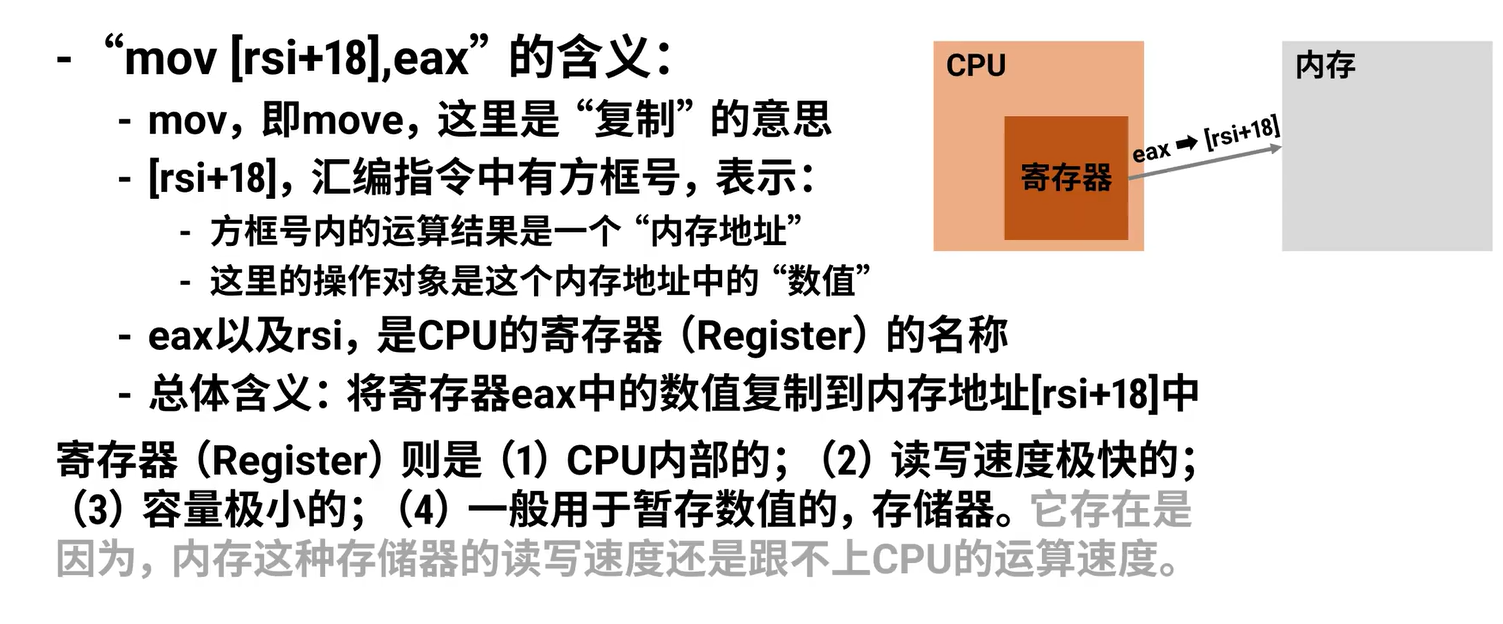 - “mov [rsi+18],eax” 的含义：
- mov，即move，这里是“复制”的意思
- [rsi+18]，汇编指令中有方框号，表示：
- 方框号内的运算结果是一个“内存地址”
- 这里的操作对象是这个内存地址中的“数值”
- eax以及rsi，是CPU的寄存器（Register）的名称
- 总体含义：将寄存器eax中的数值复制到内存地址[rsi+18]中
寄存器（Register）则是（1）CPU内部的；（2）读写速度极快的；
（3）容量极小的；（4）一般用于暂存数值的，存储器。它存在是
因为，内存这种存储器的读写速度还是跟不上CPU的运算速度。
CPU
寄存器
eax ➡ [rsi+18]
内存